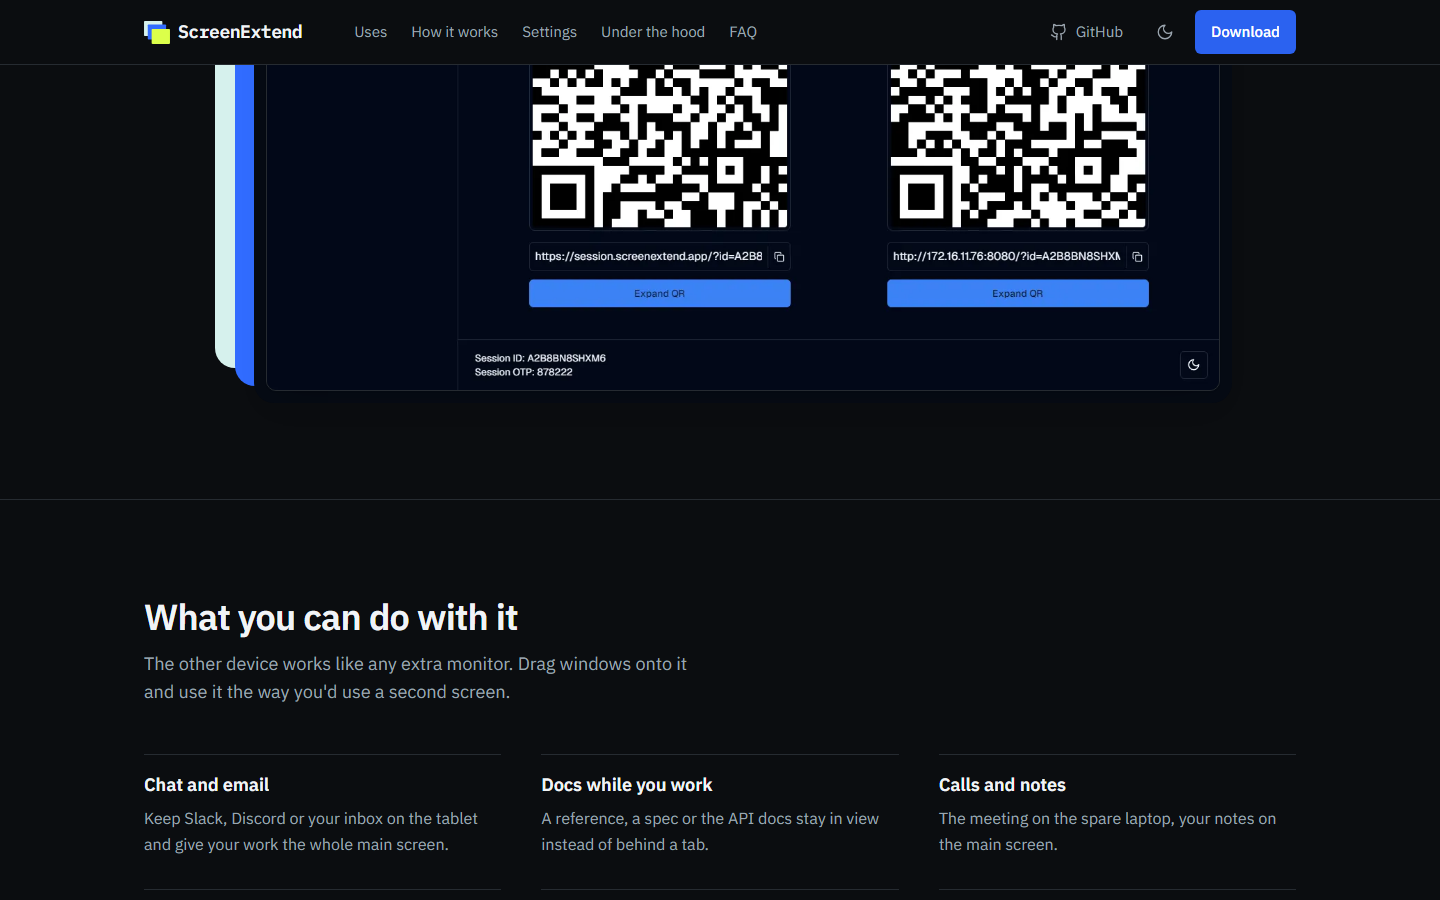 ScreenExtend
Uses
How it works
Settings
Under the hood
FAQ
GitHub
Download
https://session.screenextend.app/?id=A2B8
http://172.16.11.76:8080/?id=A2B8BN8SHXM
Expand QR
Expand QR
Session ID: A2B8BN8SHXM6
Session OTP: 878222
What you can do with it
The other device works like any extra monitor. Drag windows onto it
and use it the way you'd use a second screen.
Chat and email
Keep Slack, Discord or your inbox on the tablet
and give your work the whole main screen.
Docs while you work
A reference, a spec or the API docs stay in view
instead of behind a tab.
Calls and notes
The meeting on the spare laptop, your notes on
the main screen.